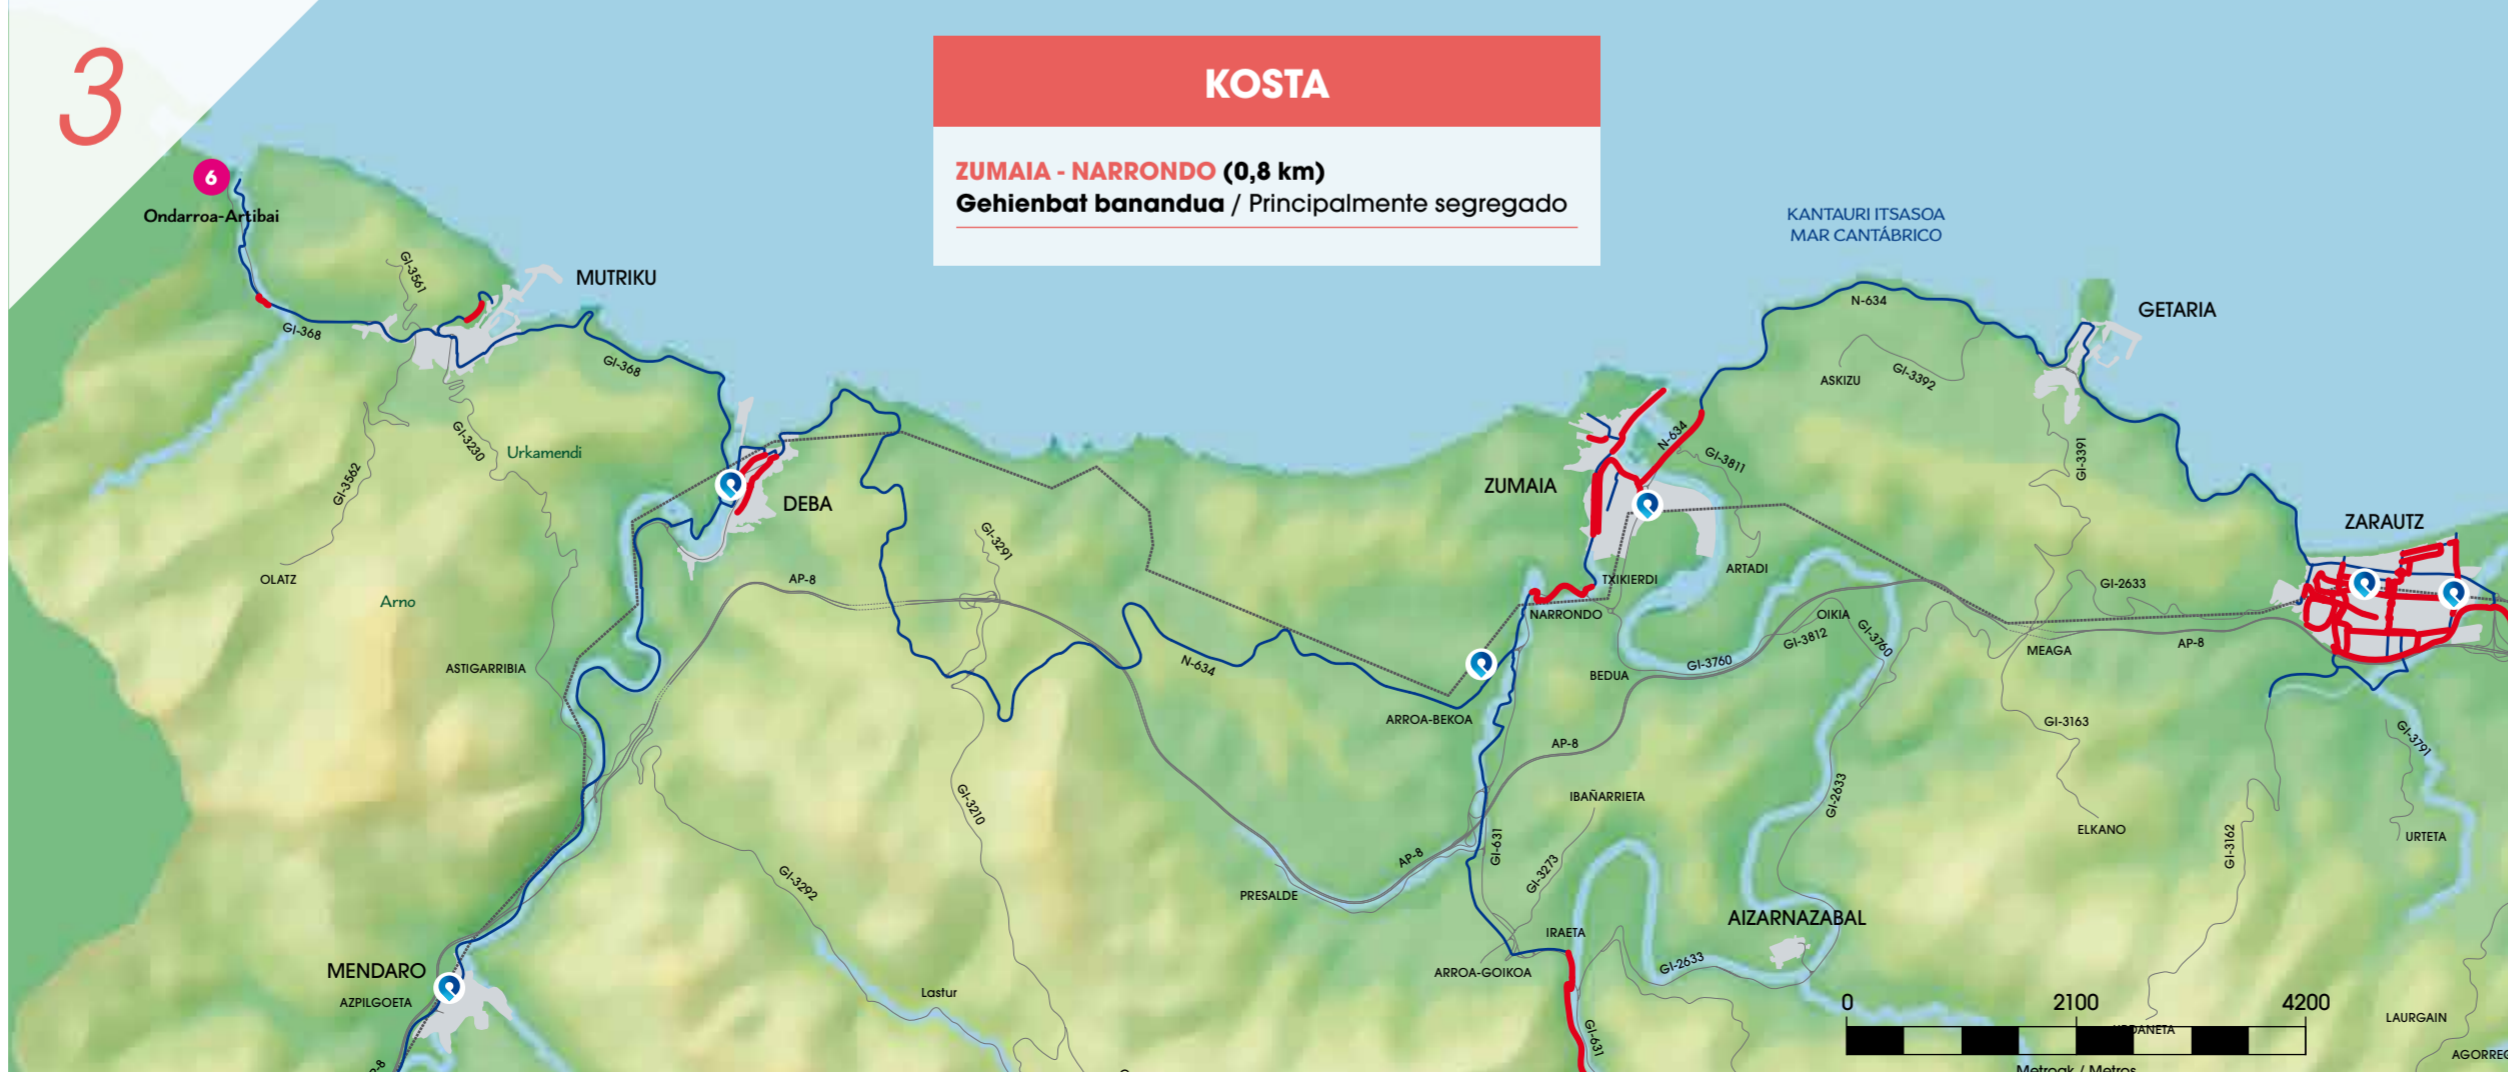 3
KOSTA
ZUMAIA - NARRONDO (0,8 km)
Gehienbat banandua / Principalmente segregado
6
Ondarroa-Artibai
KANTAURI ITSASOA
MAR CANTÁBRICO
GI-3561
MUTRIKU
GI-368
GI-368
N-634
GETARIA
ASKIZU
GI-3392
GI-3230
Urkamendi
GI-3562
N-634
GI-3811
GI-3391
ZUMAIA
DEBA
ZARAUTZ
GI-3291
OLATZ
AP-8
TXIKIERDI
ARTADI
GI-2633
Arno
NARRONDO
OIKIA
GI-3812
GI-3760
MEAGA
AP-8
ASTIGARRIBIA
N-634
GI-3760
BEDUA
ARROA-BEKOA
GI-3163
GI-3791
AP-8
GI-3210
IBAÑARRIETA
GI-2633
ELKANO
URTETA
GI-3162
GI-631
AP-8
GI-3273
GI-3292
PRESALDE
AIZARNAZABAL
IRAETA
MENDARO
ARROA-GOIKOA
GI-2633
AZPILGOETA
Lastur
0 2100 4200
LAURGAIN
GI-631
Metroak / Metros